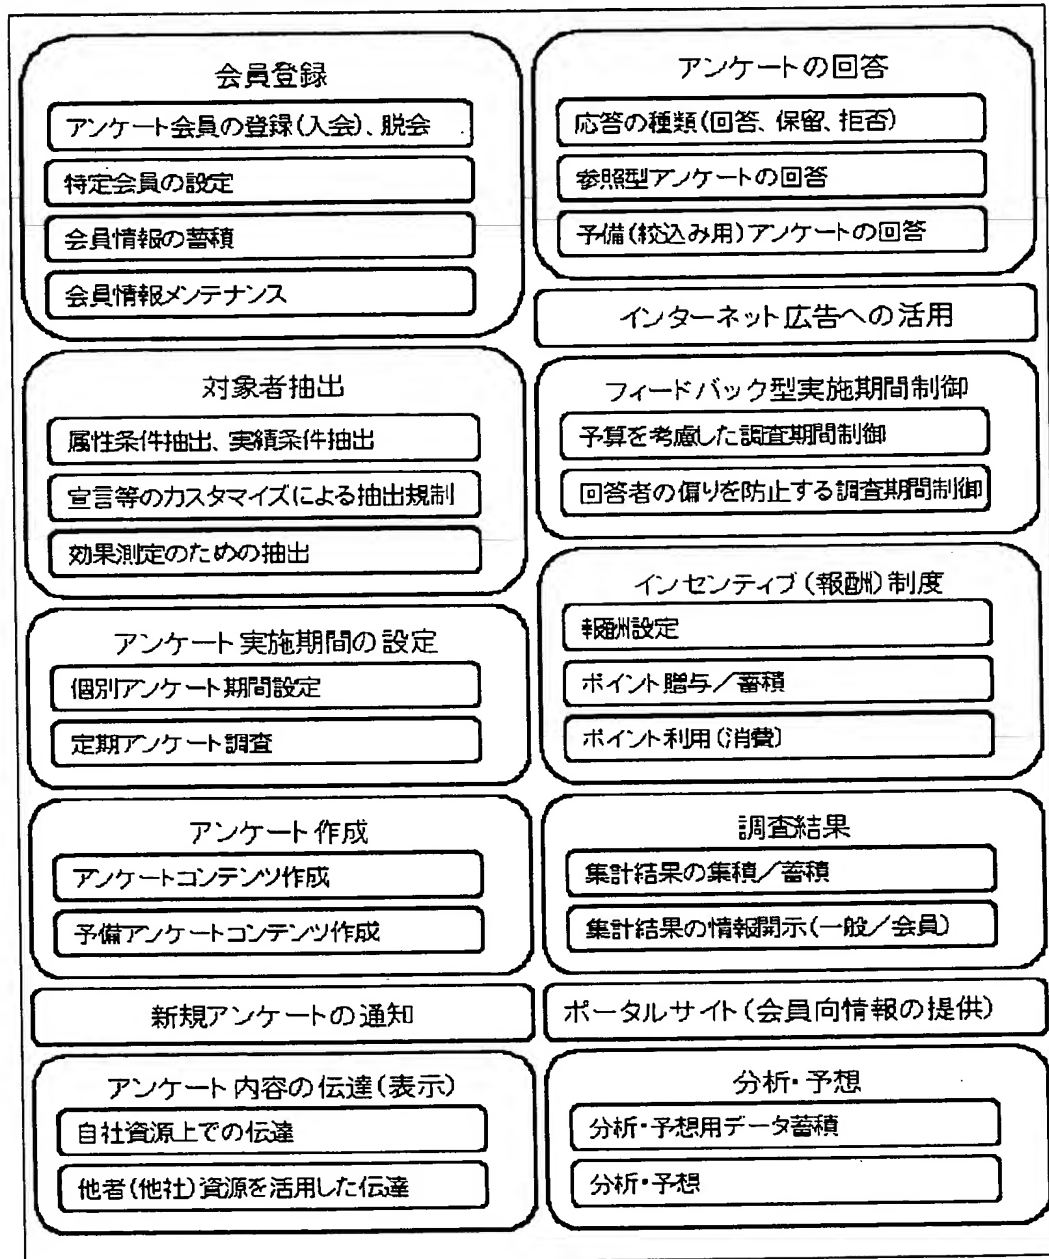 会員登録
アンケート会員の登録(入会)、脱会
特定会員の設定
会員情報の蓄積
会員情報メンテナンス
対象者抽出
属性条件抽出、実績条件抽出
宣言等のカスタマイズによる抽出規制
効果測定のための抽出
アンケート実施期間の設定
個別アンケート期間設定
定期アンケート調査
アンケート作成
アンケートコンテンツ作成
予備アンケートコンテンツ作成
新規アンケートの通知
アンケート内容の伝達(表示)
自社資源上での伝達
他者(他社)資源を活用した伝達
アンケートの回答
応答の種類(回答、保留、拒否)
参照型アンケートの回答
予備(絞込み用)アンケートの回答
インターネット広告への活用
フィードバック型実施期間制御
予算を考慮した調査期間制御
回答者の偏りを防止する調査期間制御
インセンティブ(報酬)制度
報酬設定
ポイント贈与/蓄積
ポイント利用(消費)
調査結果
集計結果の集積/蓄積
集計結果の情報開示(一般/会員)
ポータルサイト(会員向情報の提供)
分析・予想
分析・予想用データ蓄積
分析・予想